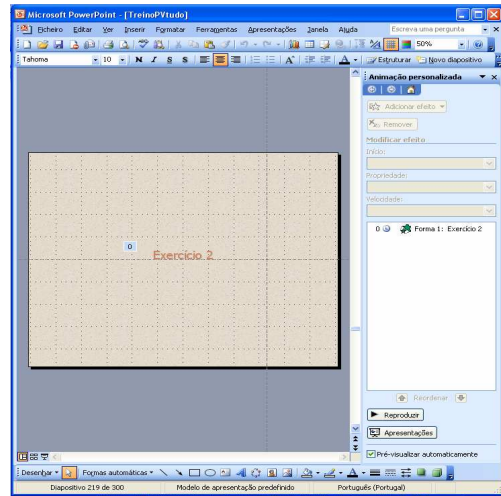 Microsoft PowerPoint - [TreinoPVtudo]
Ficheiro Editar Ver Inserir Formatar Ferramentas Apresentações Janela Ajuda Escreva uma pergunta
50%
Tahoma 10 N I S S Estruturar Novo diapositivo
Animação personalizada
Adicionar efeito
Remover
Modificar efeito
Início:
Propriedade:
Velocidade:
0 Forma 1: Exercício 2
0
Exercício 2
Reordenar
Reproduzir
Apresentações
Pré-visualizar automaticamente
Desenhar Formas automáticas
Diapositivo 219 de 300 Modelo de apresentação predefinido Português (Portugal)